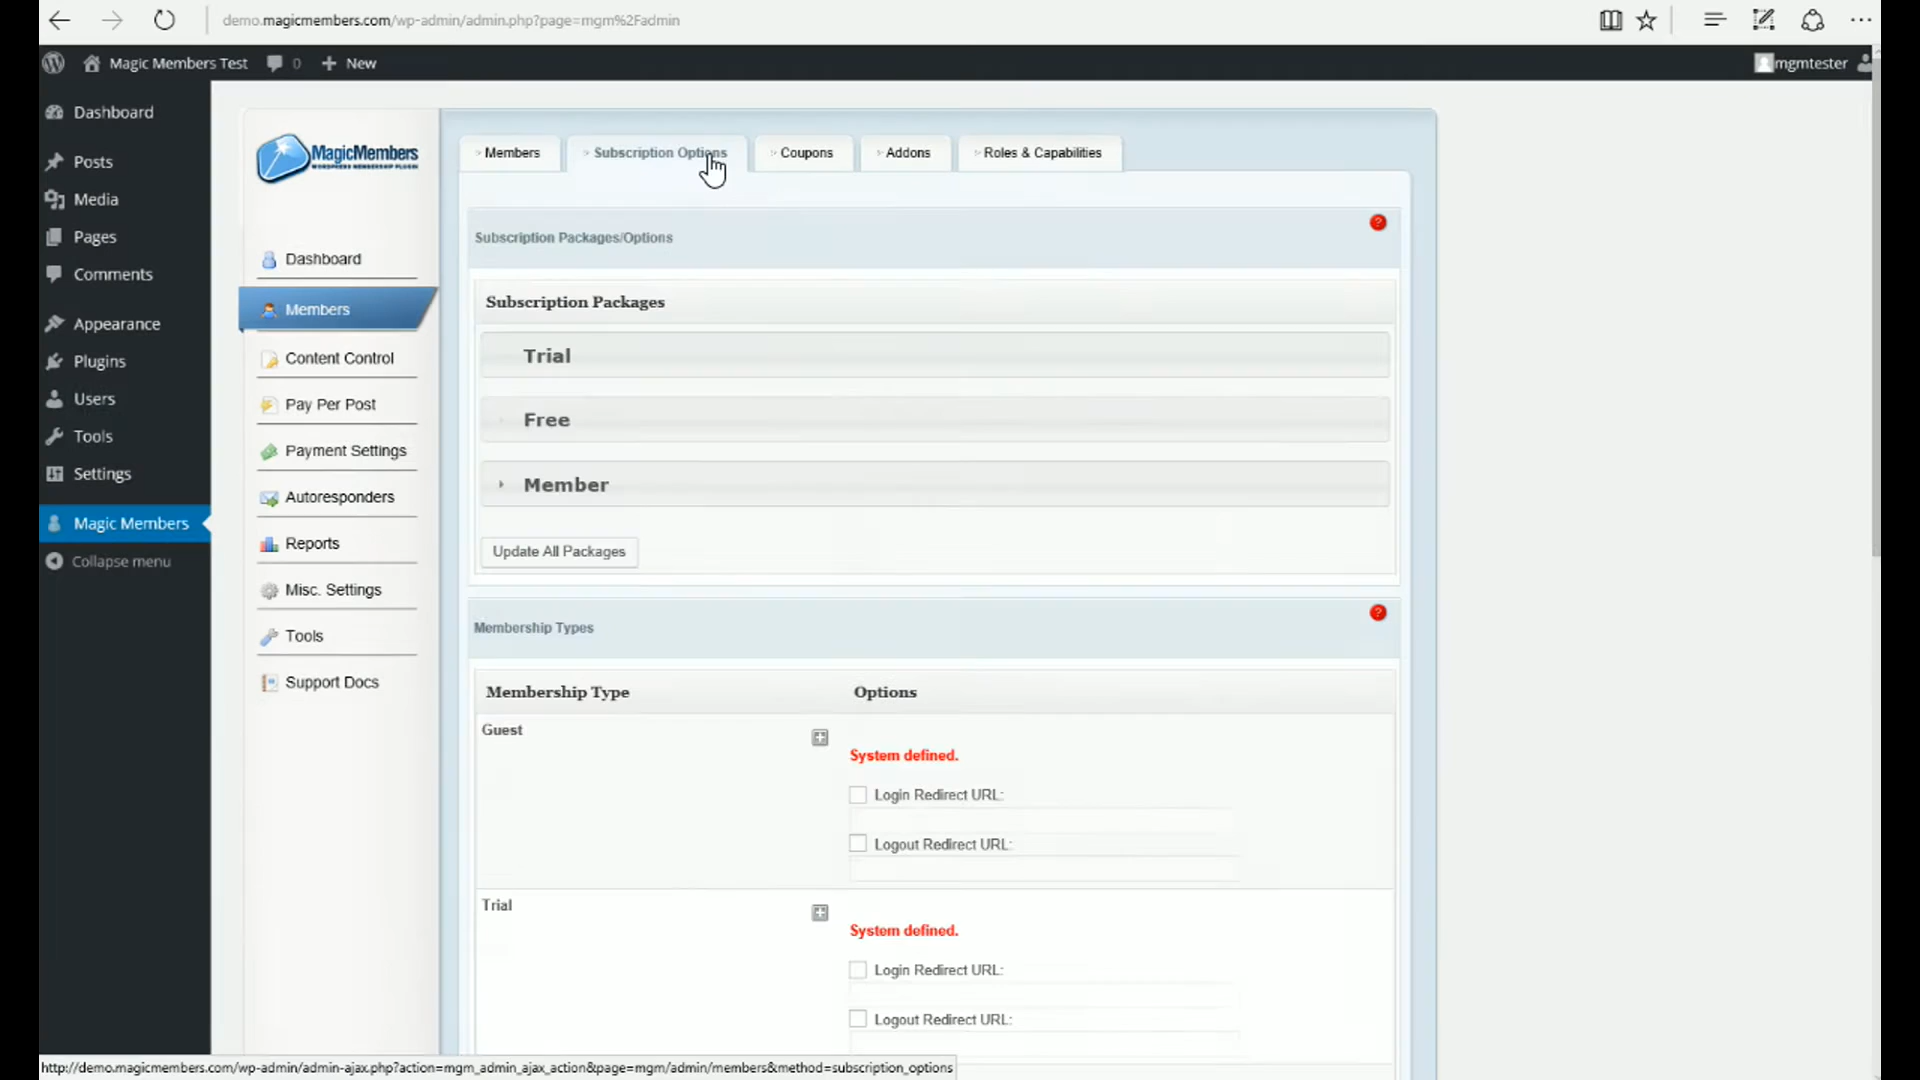 demo.magicmembers.com/wp-admin/admin.php?page=mgm%2Fadmin
Magic Members Test 0 + New
mgmtester
Dashboard
Posts
Media
Pages
Comments
Appearance
Plugins
Users
Tools
Settings
Magic Members
Collapse menu
MagicMembers
WORDPRESS MEMBERSHIP PLUGIN
Dashboard
Members
Content Control
Pay Per Post
Payment Settings
Autoresponders
Reports
Misc. Settings
Tools
Support Docs
Members Subscription Options Coupons Addons Roles & Capabilities
Subscription Packages/Options
?
Subscription Packages
Trial
Free
Member
Update All Packages
Membership Types
?
Membership Type Options
Guest
System defined.
Login Redirect URL:
Logout Redirect URL:
Trial
System defined.
Login Redirect URL:
Logout Redirect URL:
http://demo.magicmembers.com/wp-admin/admin-ajax.php?action=mgm_admin_ajax_action&page=mgm/admin/members&method=subscription_options